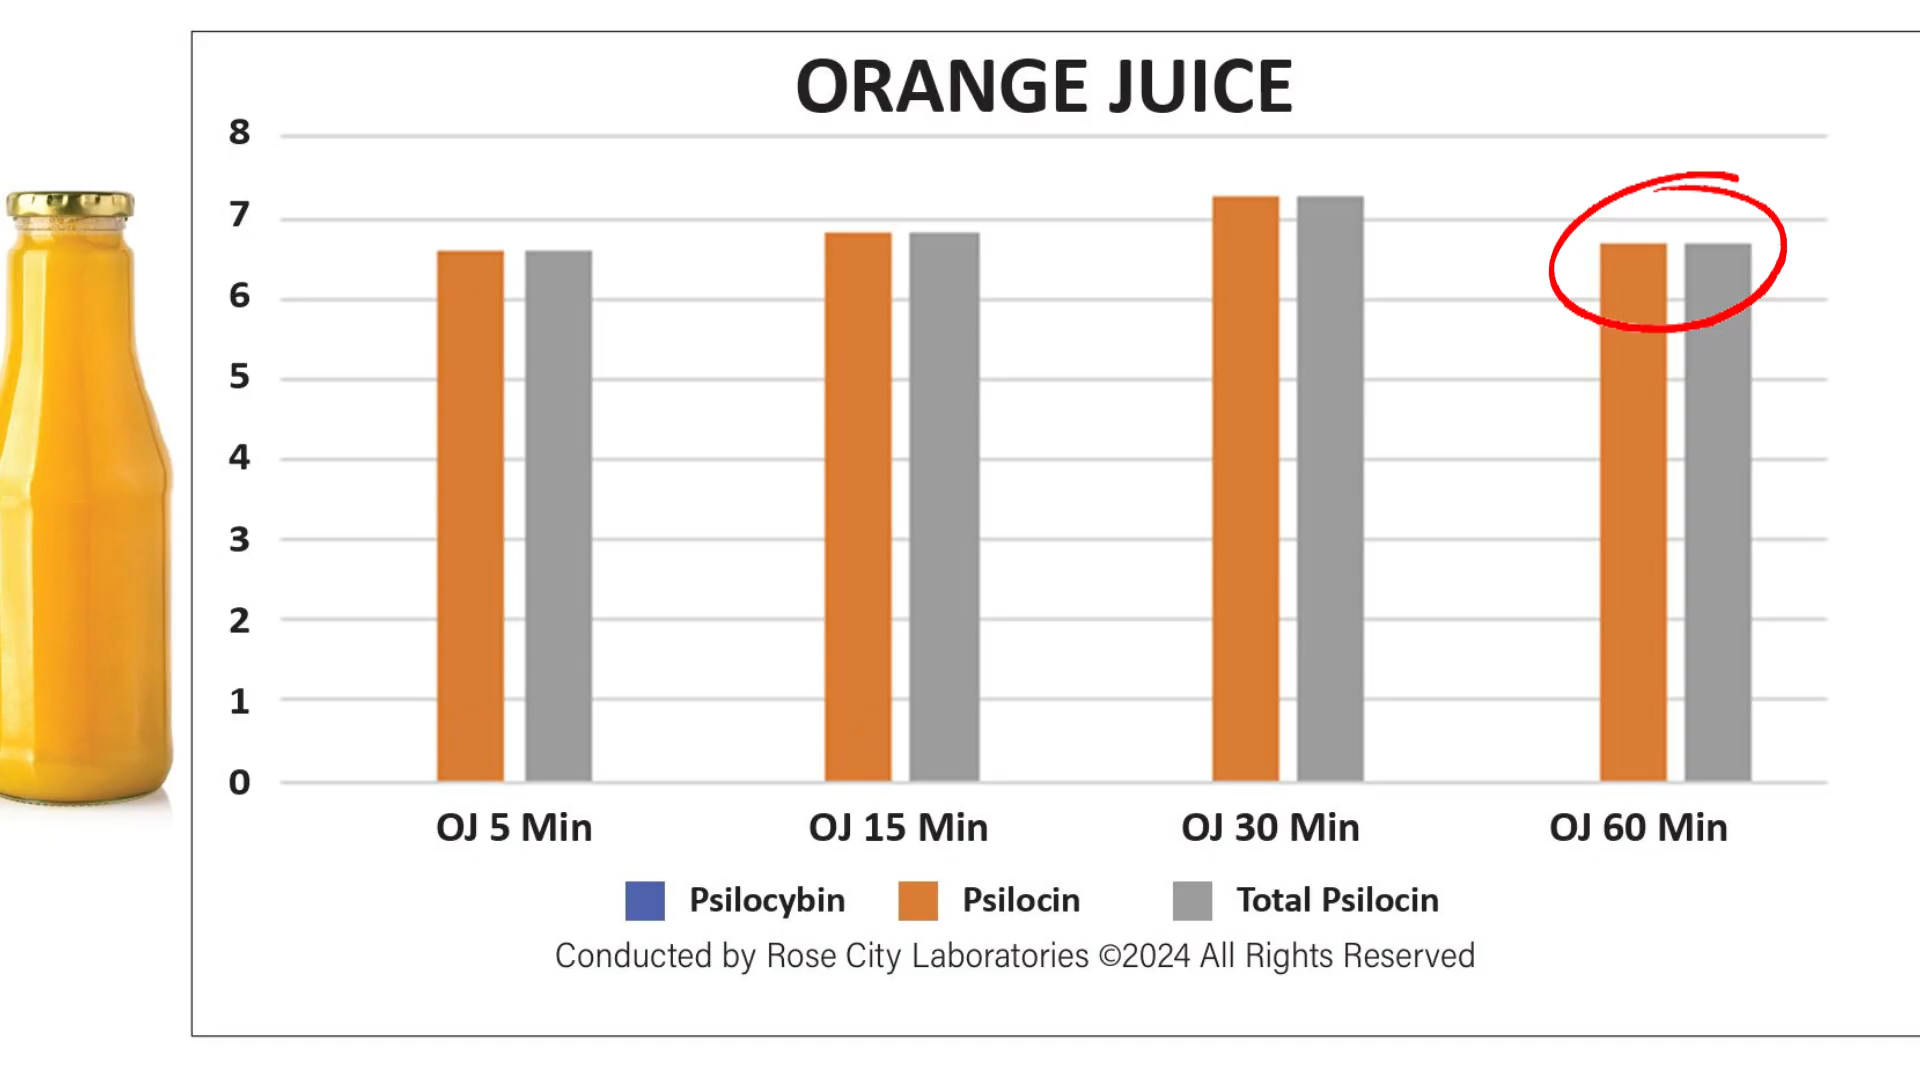 ORANGE JUICE
8
7
6
5
4
3
2
1
0
OJ 5 Min
OJ 15 Min
OJ 30 Min
OJ 60 Min
Psilocybin
Psilocin
Total Psilocin
Conducted by Rose City Laboratories ©2024 All Rights Reserved